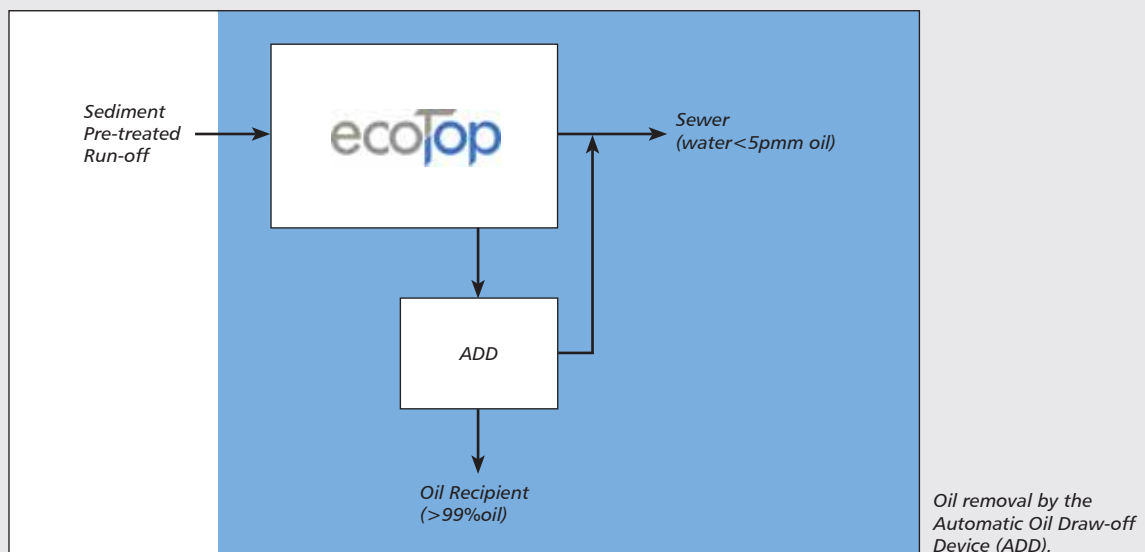 Sediment
Pre-treated
Run-off
ecoTop
Sewer
(water<5pmm oil)
ADD
Oil Recipient
(>99%oil)
Oil removal by the
Automatic Oil Draw-off
Device (ADD).